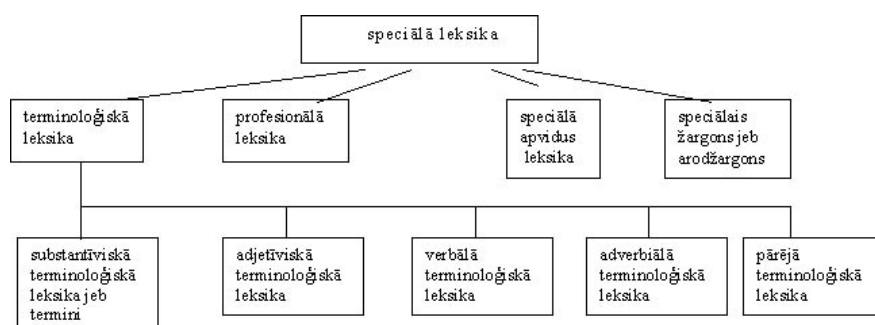 speciālā leksika
terminoloģiskā
leksika
profesionālā
leksika
speciālā
apvidus
leksika
speciālais
žargons jeb
arodžargons
substantīviskā
terminoloģiskā
leksika jeb
termini
adjetīviskā
terminoloģiskā
leksika
verbālā
terminoloģiskā
leksika
adverbiālā
terminoloģiskā
leksika
pārējā
terminoloģiskā
leksika